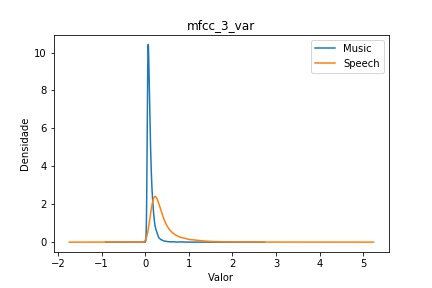 mfcc_3_var
Music
Speech
Densidade
10
8
6
4
2
0
−2 −1 0 1 2 3 4 5
Valor